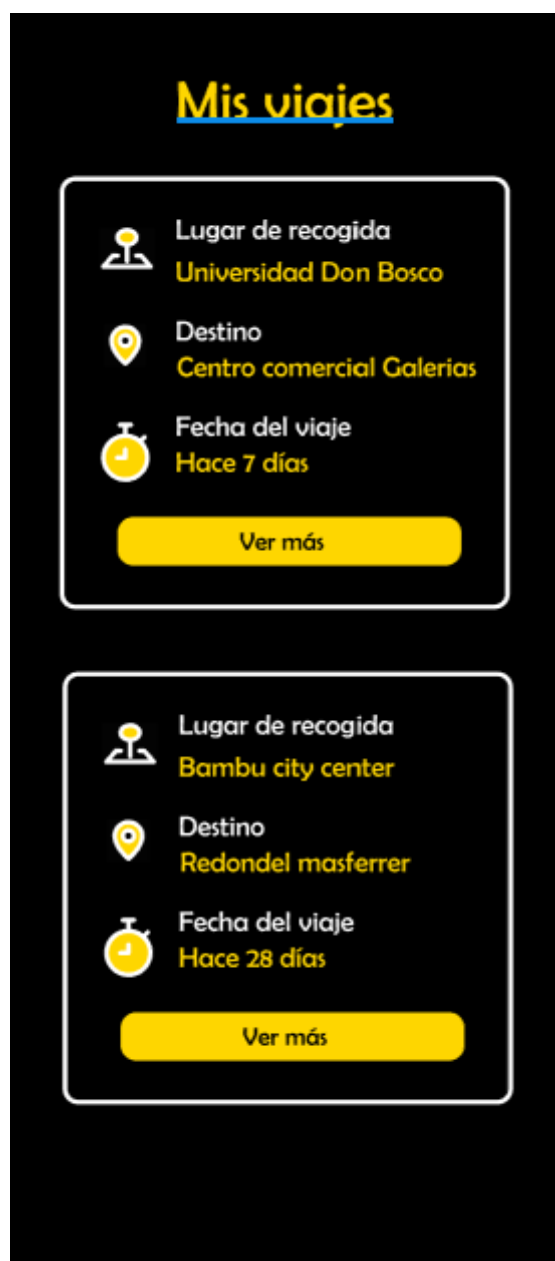 Mis viajes
Lugar de recogida
Universidad Don Bosco
Destino
Centro comercial Galerias
Fecha del viaje
Hace 7 días
Ver más
Lugar de recogida
Bambu city center
Destino
Redondel masferrer
Fecha del viaje
Hace 28 días
Ver más